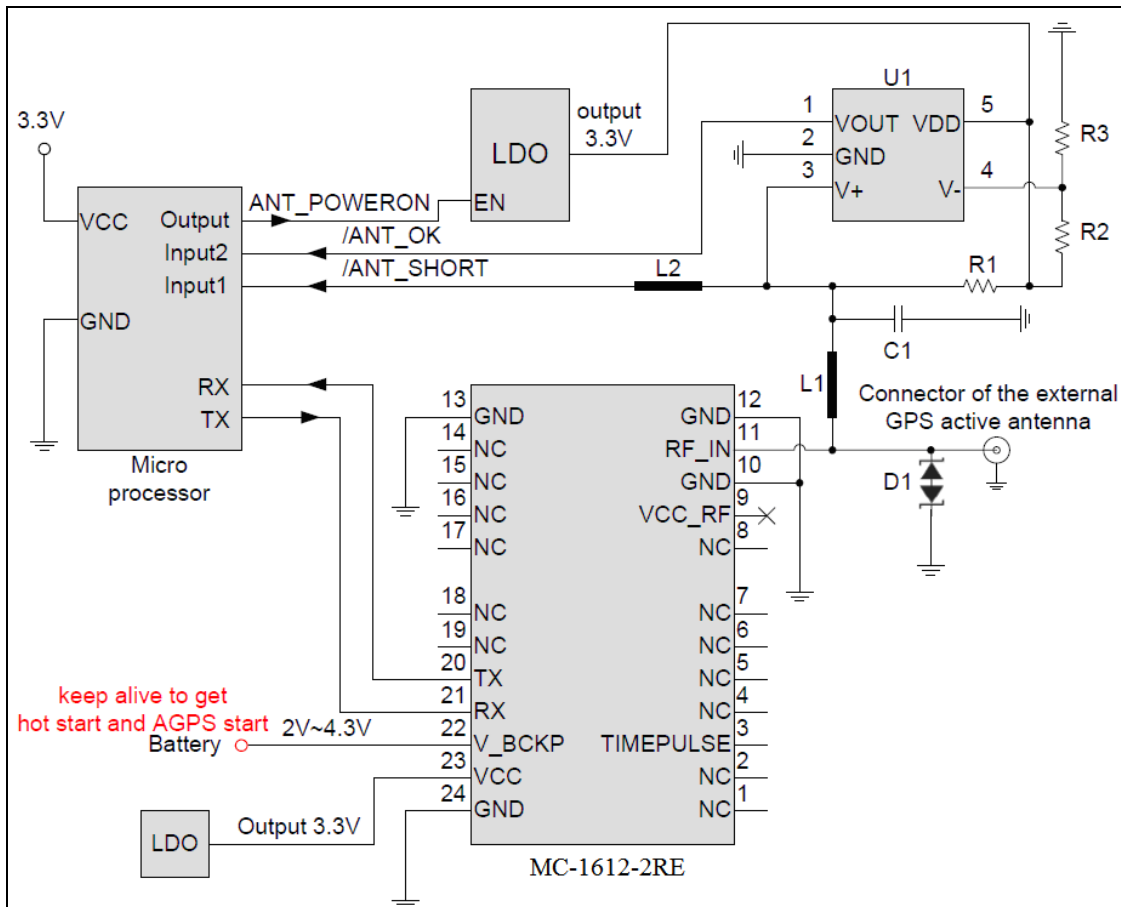 3.3V
VCC
Output
Input2
Input1
GND
RX
TX
Micro
processor
ANT_POWERON
/ANT_OK
/ANT_SHORT
LDO
EN
output
3.3V
U1
1
VOUT
VDD
5
2
GND
3
V+
V-
4
R3
R2
R1
L2
C1
L1
Connector of the external
GPS active antenna
D1
13
GND
GND
12
14
NC
RF_IN
11
15
NC
GND
10
16
NC
VCC_RF
9
17
NC
NC
8
18
NC
NC
7
19
NC
NC
6
20
TX
NC
5
21
RX
NC
4
22
V_BCKP
TIMEPULSE
3
23
VCC
NC
2
24
GND
NC
1
keep alive to get
hot start and AGPS start
Battery
2V~4.3V
LDO
Output 3.3V
MC-1612-2RE